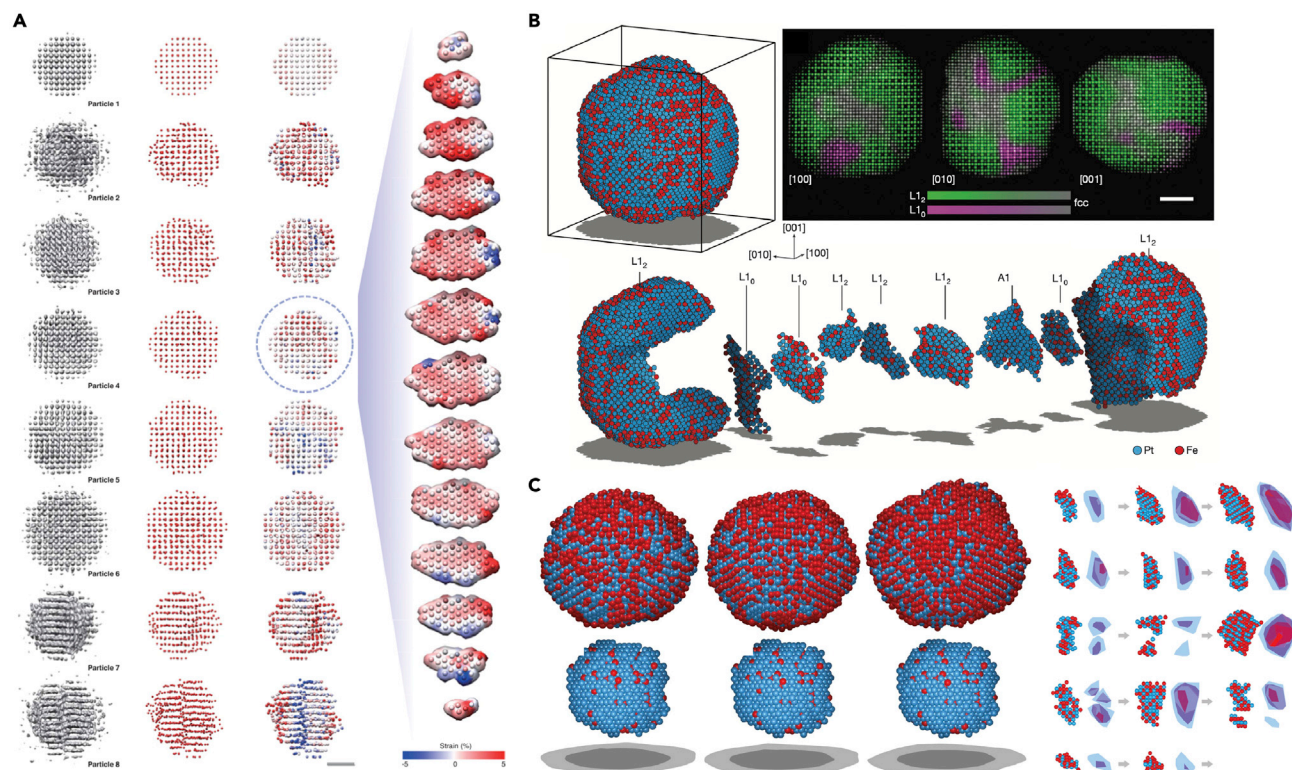 A
Particle 1
Particle 2
Particle 3
Particle 4
Particle 5
Particle 6
Particle 7
Particle 8
Strain (%)
-5 0 5
B
[100] [010] [001]
L1₂
L1₀
fcc
[001]
[010] [100]
L1₂ L1₀ L1₀ L1₂ L1₂ L1₂ A1 L1₀ L1₂
Pt Fe
C